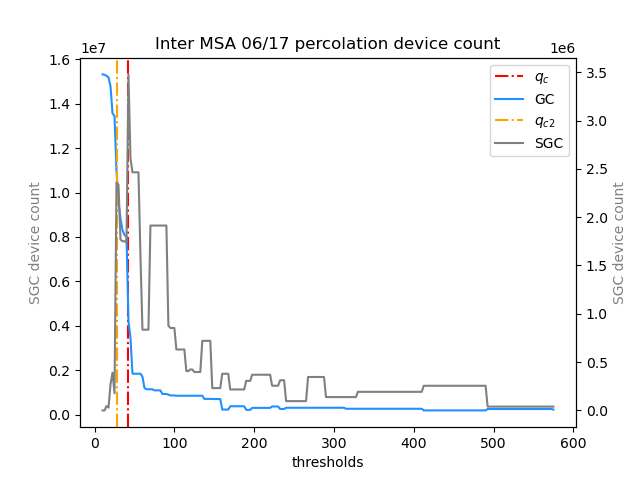 Inter MSA 06/17 percolation device count
1e7
1e6
SGC device count
1.6
1.4
1.2
1.0
0.8
0.6
0.4
0.2
0.0
q_c
GC
q_c2
SGC
3.5
3.0
2.5
2.0
1.5
1.0
0.5
0.0
SGC device count
0
100
200
300
400
500
600
thresholds